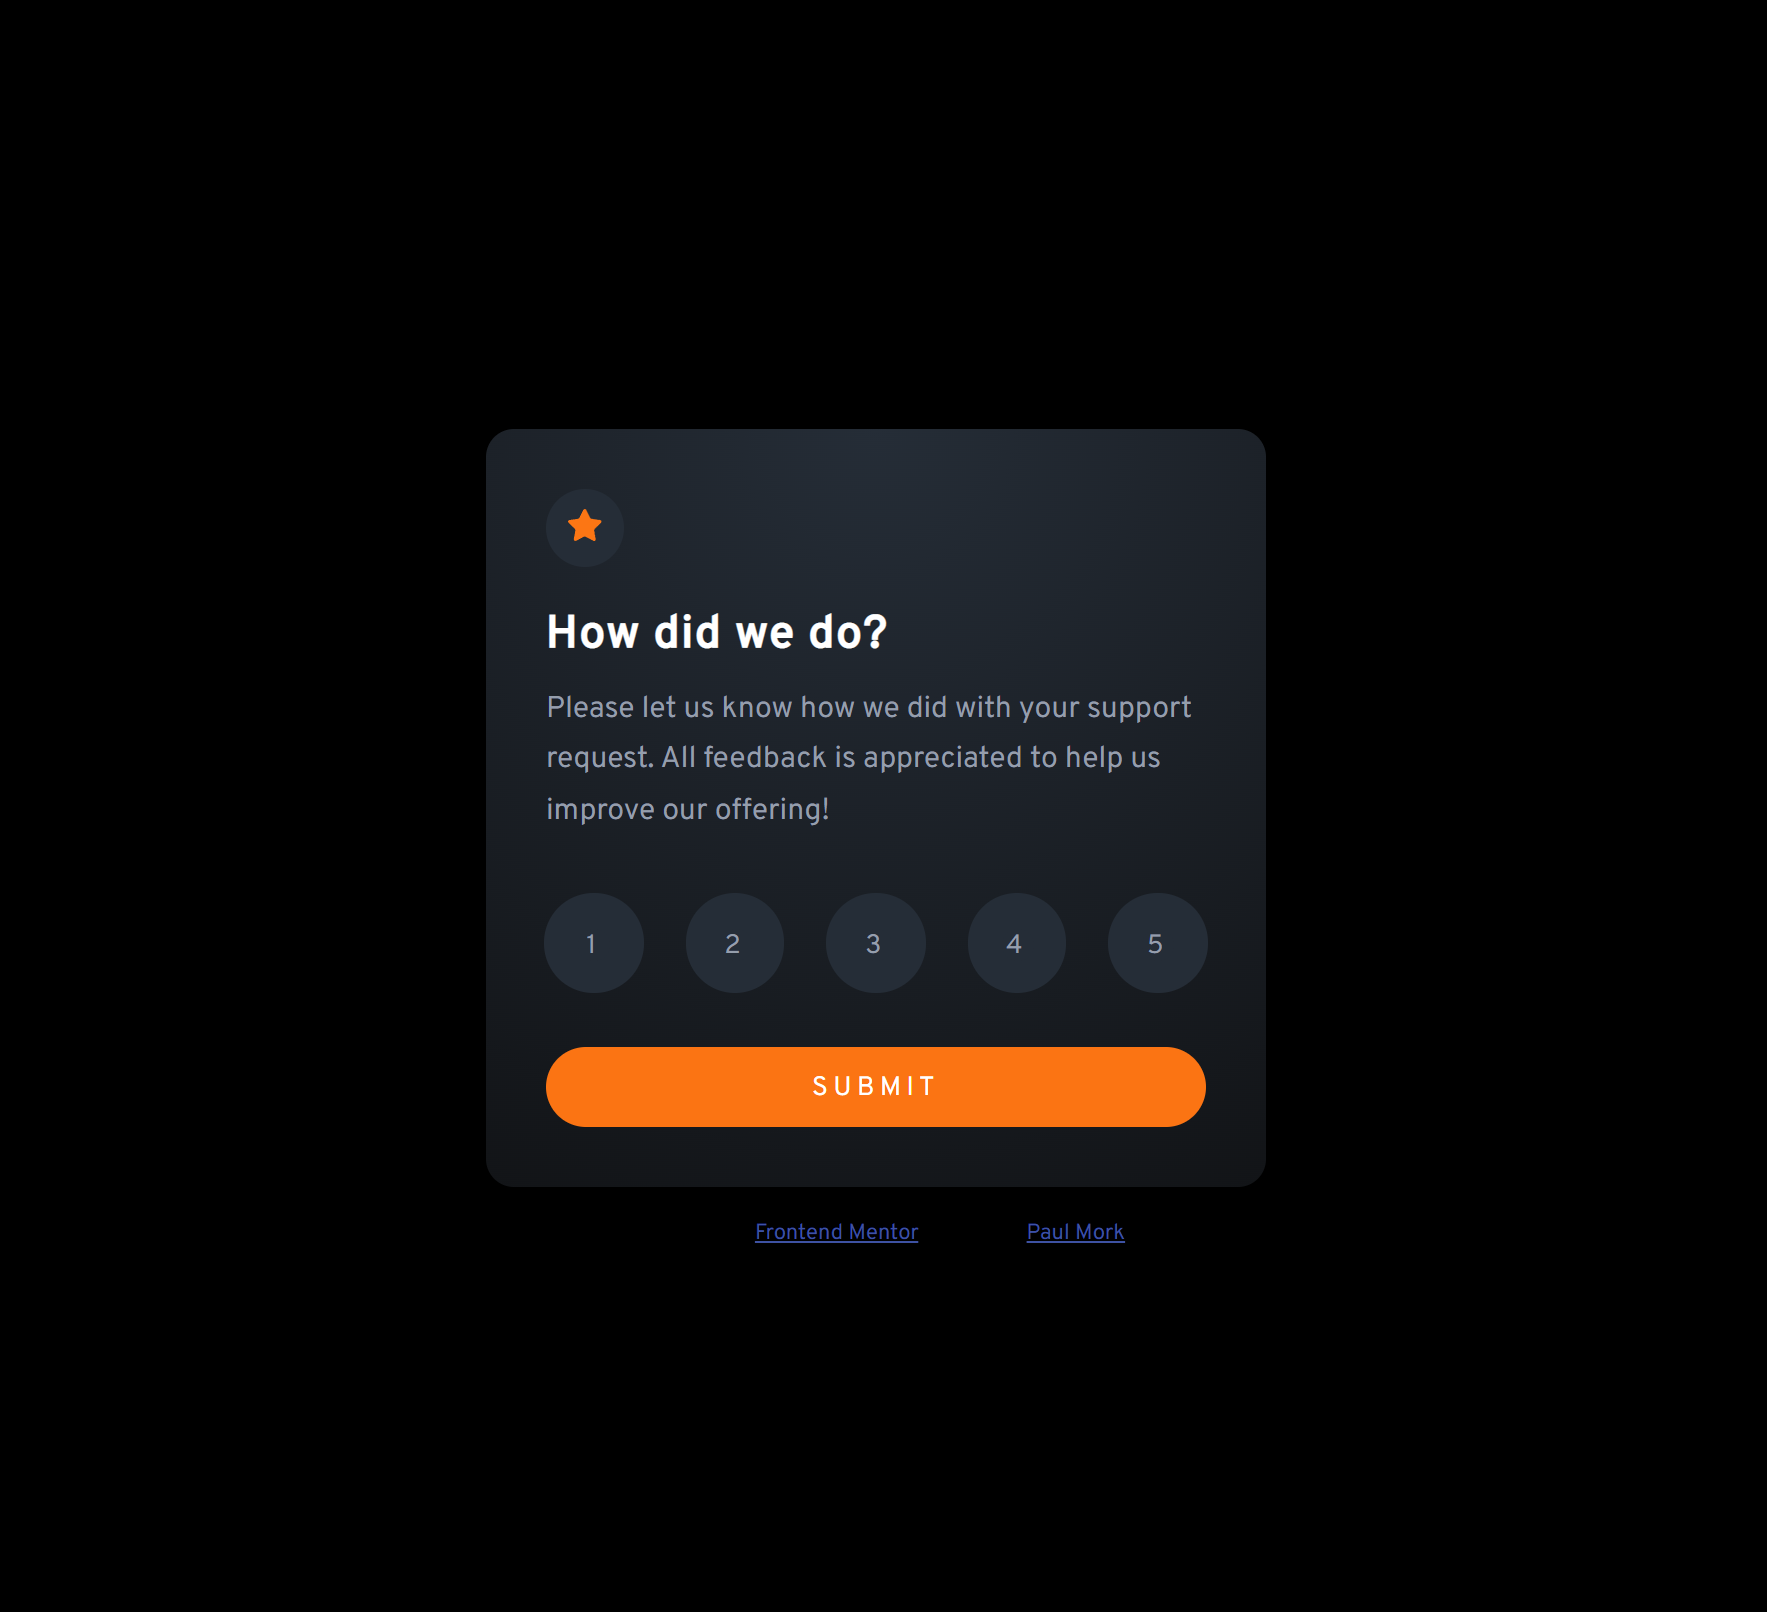 How did we do?
Please let us know how we did with your support
request. All feedback is appreciated to help us
improve our offering!
1 2 3 4 5
SUBMIT
Frontend Mentor Paul Mork